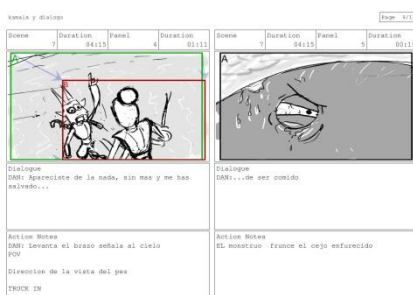 kamala y dialogo
Page 4/1
Scene Duration Panel Duration
7 04:15 4 01:11
Scene Duration Panel Duration
7 04:15 5 00:1
A
B
A
Dialogue
DAN: Apareciste de la nada, sin mas y me has
salvado...
Dialogue
DAN:...de ser comido
Action Notes
DAN: Levanta el brazo señala al cielo
POV
Direccion de la vista del pez
TRUCK IN
Action Notes
EL monstruo frunce el cejo enfurecido